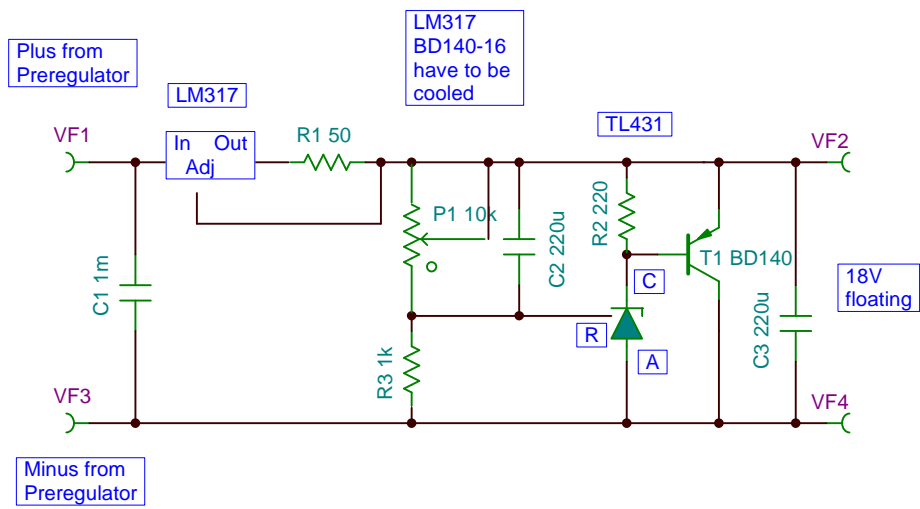 LM317
BD140-16
have to be
cooled
Plus from
Preregulator
LM317
TL431
VF1
In Out
Adj
R1 50
VF2
P1 10k
C2 220u
R2 220
T1 BD140
C1 1m
C
18V
floating
C3 220u
R
A
R3 1k
VF3
VF4
Minus from
Preregulator